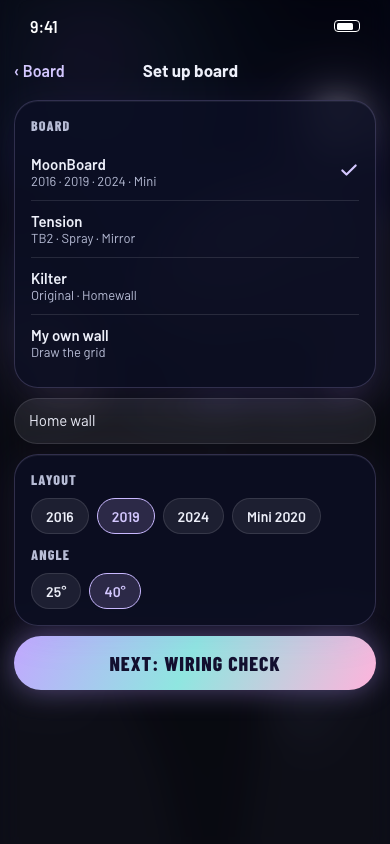 9:41
‹ Board
Set up board
BOARD
MoonBoard
2016 · 2019 · 2024 · Mini
Tension
TB2 · Spray · Mirror
Kilter
Original · Homewall
My own wall
Draw the grid
Home wall
LAYOUT
2016 2019 2024 Mini 2020
ANGLE
25° 40°
NEXT: WIRING CHECK